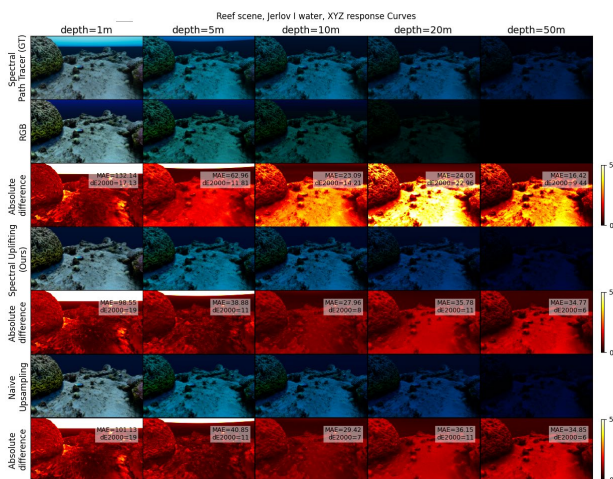 Reef scene, Jerlov I water, XYZ response Curves
depth=1m depth=5m depth=10m depth=20m depth=50m
Spectral
Path Tracer (GT)
RGB
Absolute
difference
MAE=132.14
dE2000=17.13
MAE=62.96
dE2000=11.81
MAE=23.09
dE2000=14.21
MAE=24.05
dE2000=22.96
MAE=16.42
dE2000=9.44
5
0
Spectral Uplifting
(Ours)
Absolute
difference
MAE=98.55
dE2000=19
MAE=38.88
dE2000=11
MAE=27.96
dE2000=8
MAE=35.78
dE2000=11
MAE=34.77
dE2000=6
5
0
Naive
Upsampling
Absolute
difference
MAE=101.13
dE2000=19
MAE=40.85
dE2000=11
MAE=29.42
dE2000=7
MAE=36.15
dE2000=11
MAE=34.85
dE2000=6
5
0